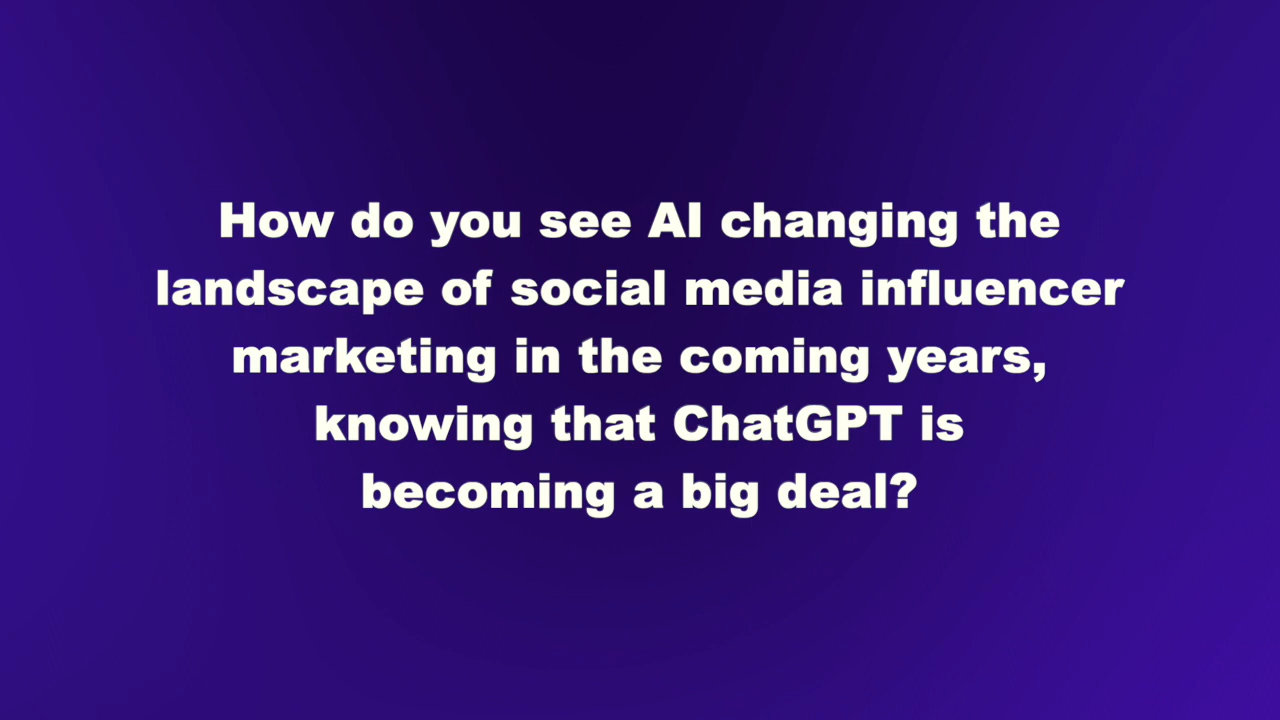 How do you see AI changing the
landscape of social media influencer
marketing in the coming years,
knowing that ChatGPT is
becoming a big deal?